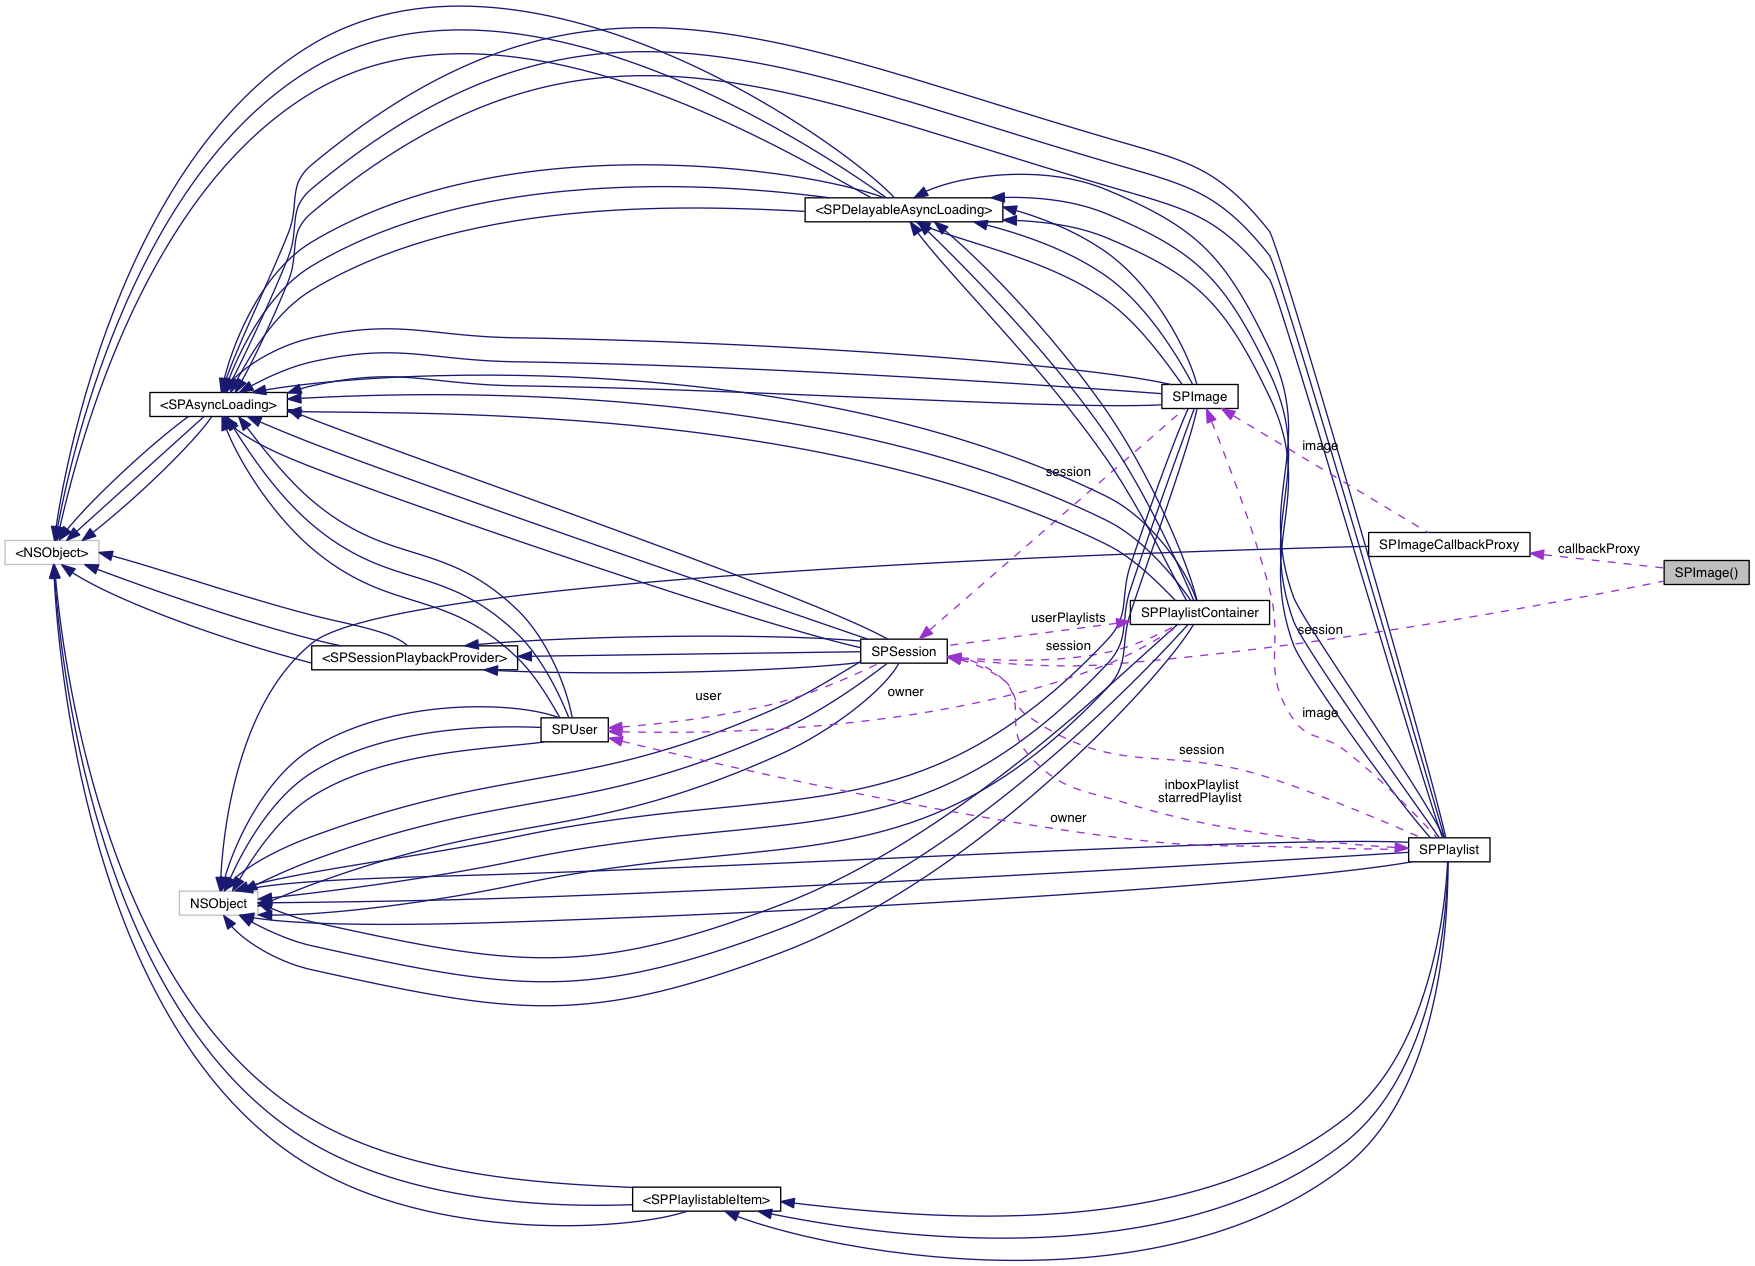 <SPDelayableAsyncLoading>
SPImage
<SPAsyncLoading>
image
session
SPImageCallbackProxy
callbackProxy
<NSObject>
SPImage()
SPPlaylistContainer
userPlaylists
session
session
SPSession
<SPSessionPlaybackProvider>
user
owner
image
SPUser
session
inboxPlaylist
starredPlaylist
owner
SPPlaylist
NSObject
<SPPlaylistableItem>